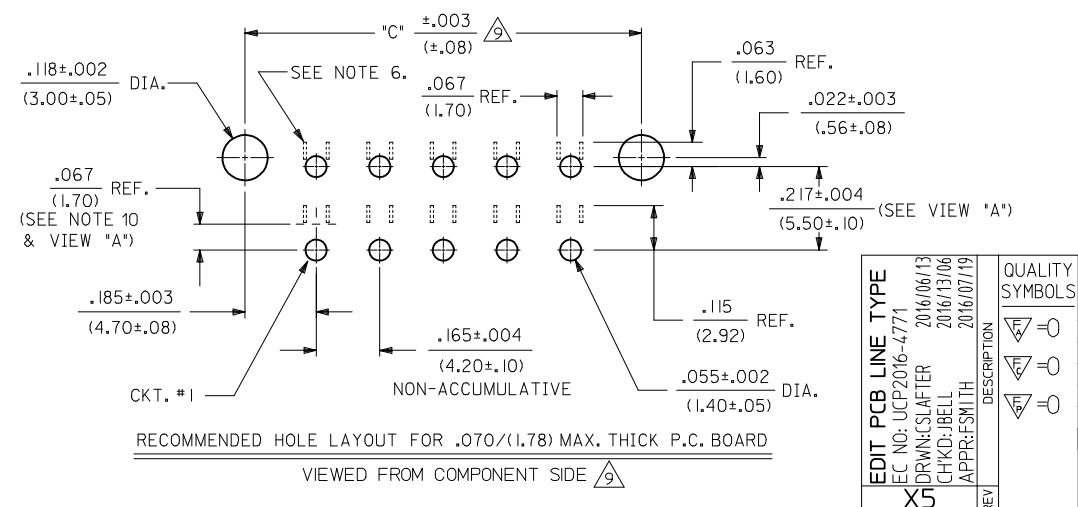 "C" ±.003
(±.08) 9
.118±.002 DIA.
(3.00±.05)
SEE NOTE 6.
.067 REF.
(1.70)
.063 REF.
(1.60)
.022±.003
(.56±.08)
.067 REF.
(1.70)
(SEE NOTE 10
& VIEW "A")
.217±.004 (SEE VIEW "A")
(5.50±.10)
.185±.003
(4.70±.08)
.165±.004
(4.20±.10)
NON-ACCUMULATIVE
.115 REF.
(2.92)
.055±.002 DIA.
(1.40±.05)
CKT. #1
RECOMMENDED HOLE LAYOUT FOR .070/(1.78) MAX. THICK P.C. BOARD
VIEWED FROM COMPONENT SIDE 9
EDIT PCB LINE TYPE
EC NO: UCP2016-4771
DRWN:CSLAFTER 2016/06/13
CH'KD:JBELL 2016/13/06
APPR:FSMITH 2016/07/19
X5
DESCRIPTION
REV
QUALITY
SYMBOLS
FA =0
FC =0
FP =0